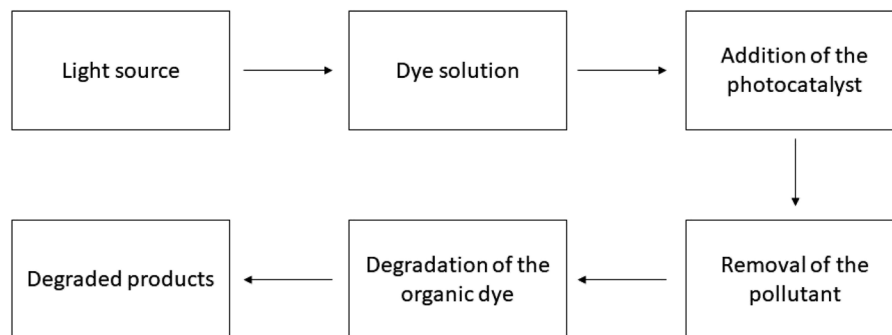 Light source
Dye solution
Addition of the
photocatalyst
Removal of the
pollutant
Degradation of the
organic dye
Degraded products